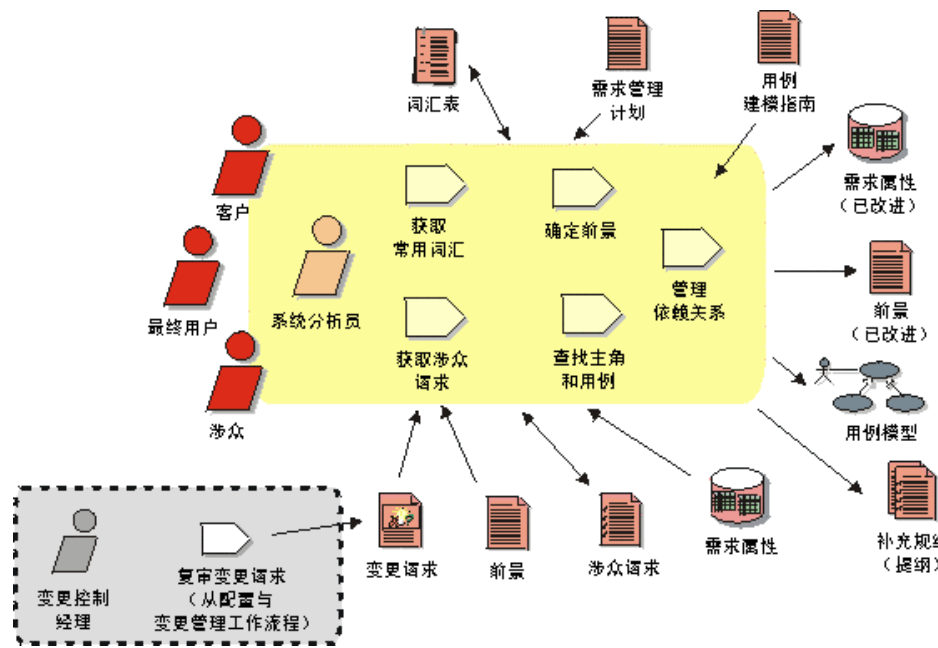 词汇表
需求管理
计划
用例
建模指南
需求属性
（已改进）
客户
获取
常用词汇
确定前景
管理
依赖关系
前景
（已改进）
最终用户
系统分析员
获取涉众
请求
查找主角
和用例
涉众
用例模型
变更请求
前景
涉众请求
需求属性
补充规
（提纲）
变更控制
经理
复审变更请求
（从配置与
变更管理工作流程）